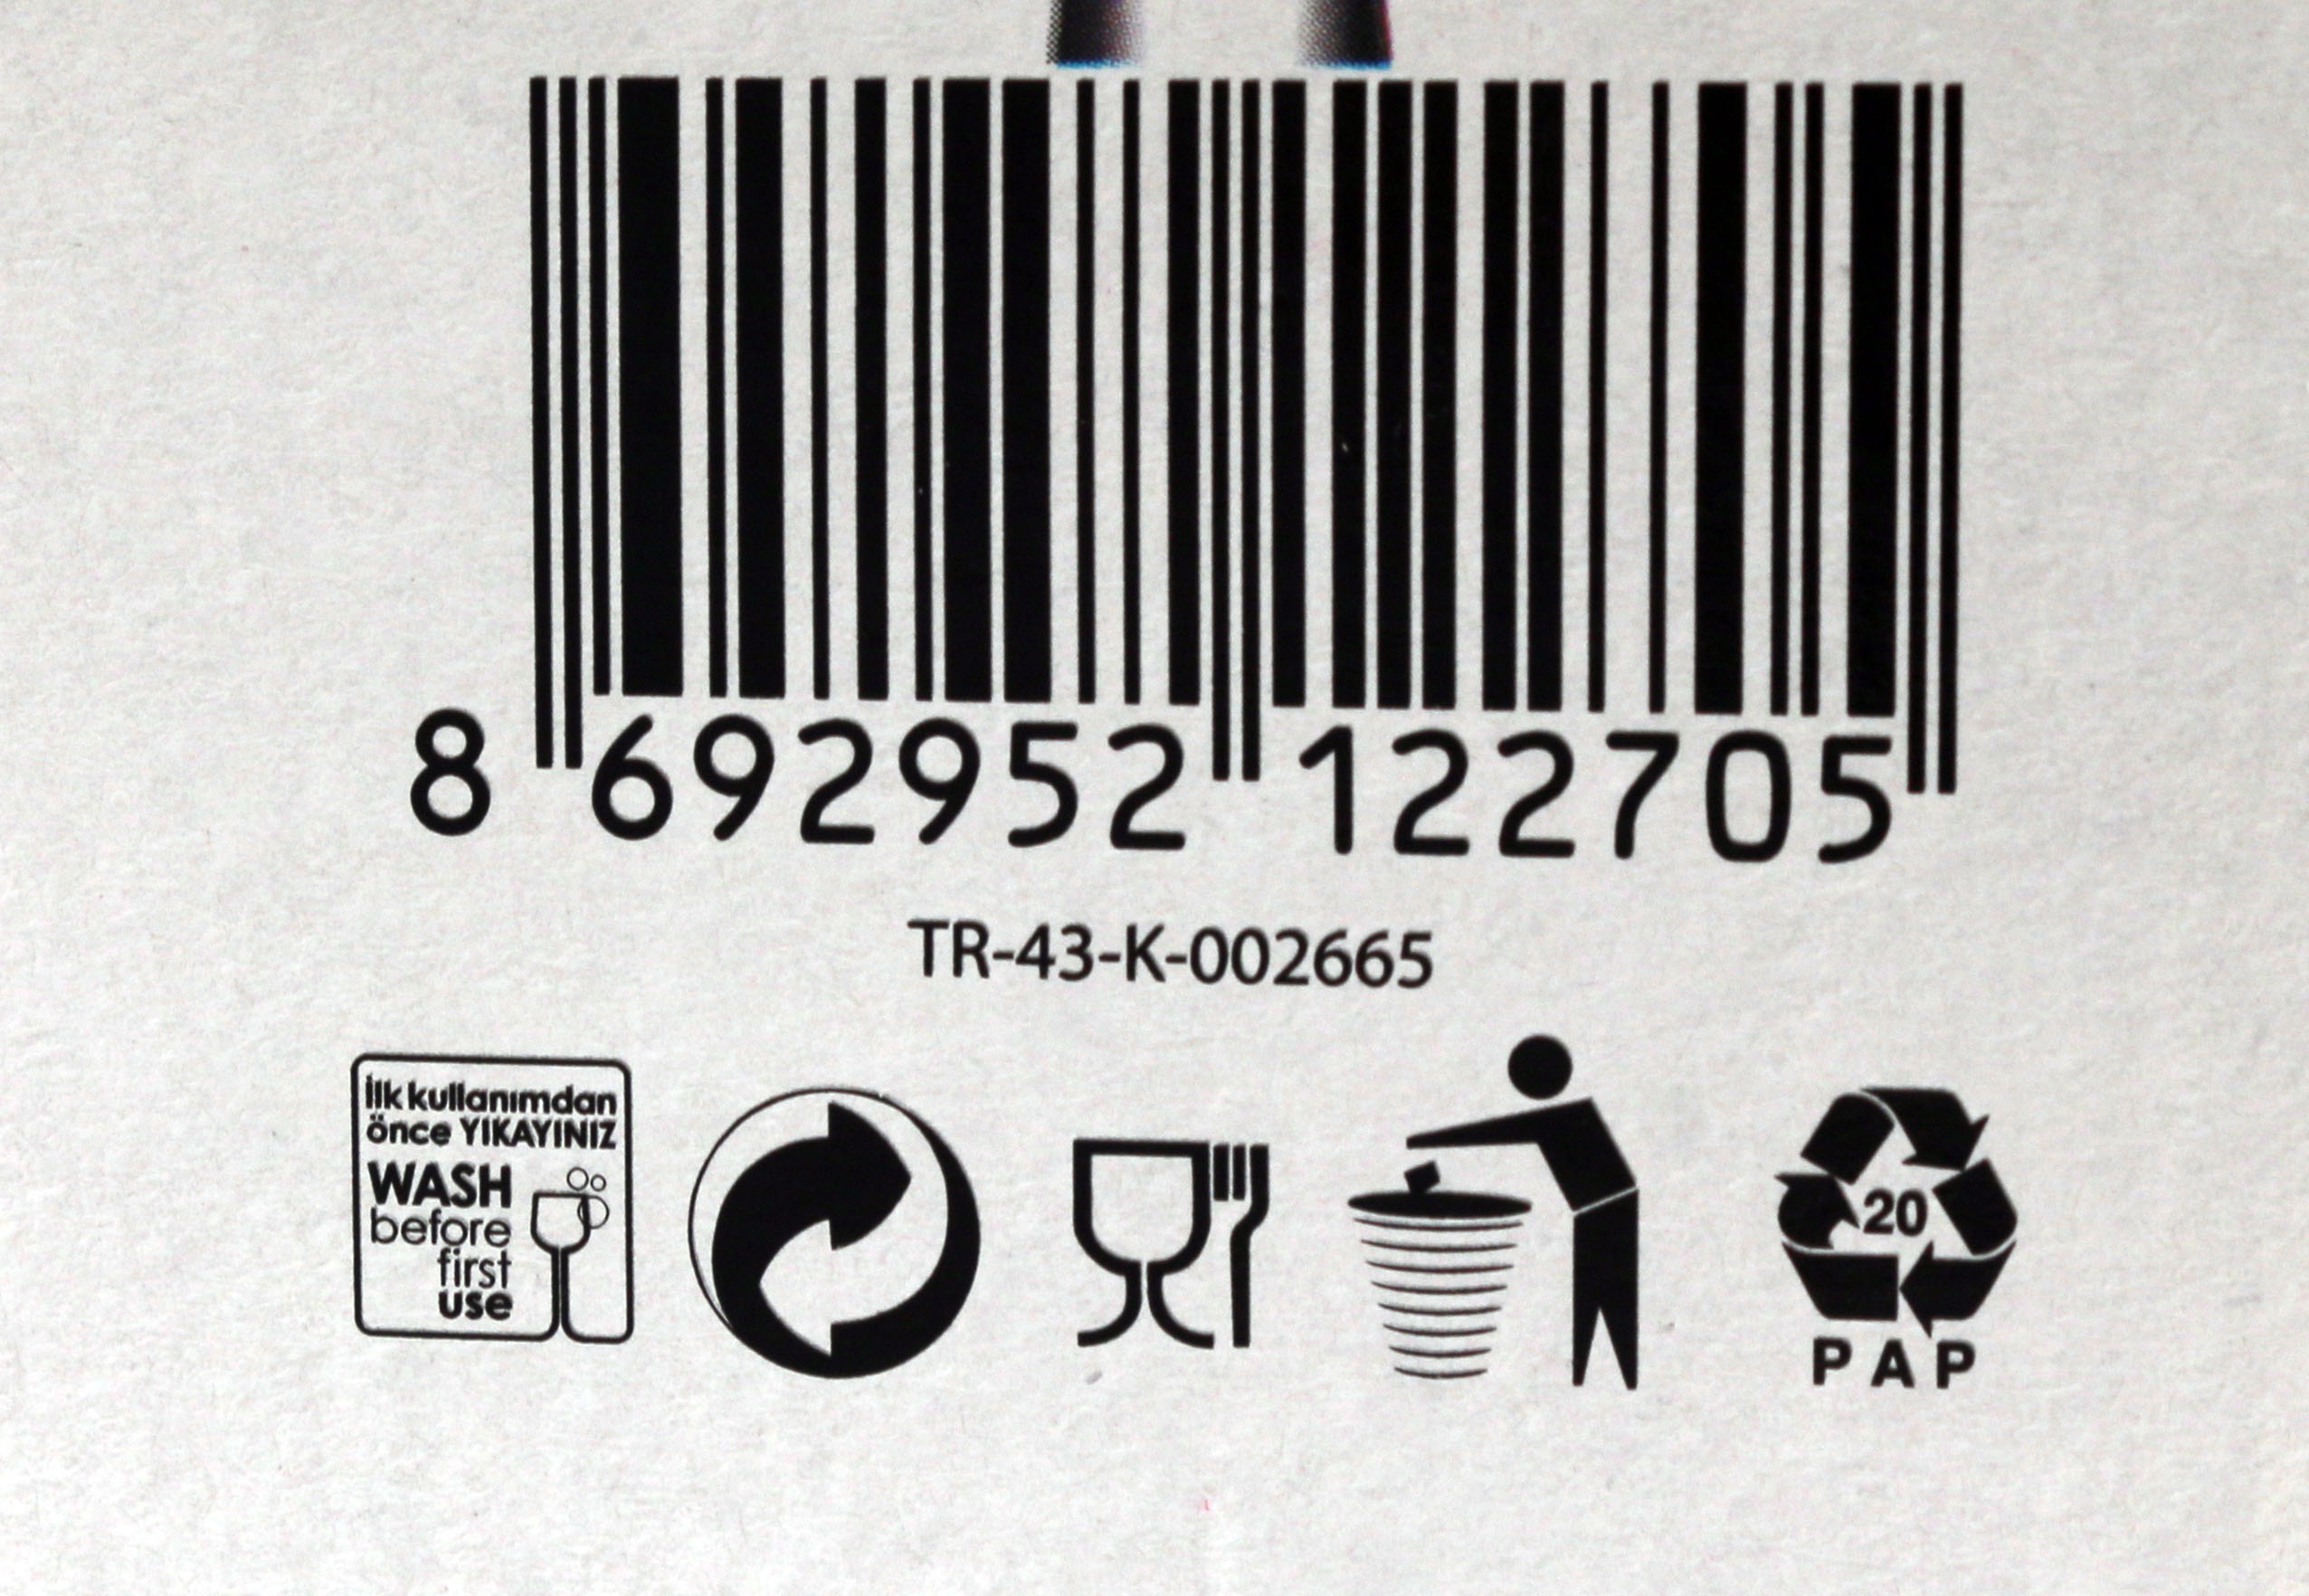 8 692952 122705
TR-43-K-002665
İlk kullanımdan
önce YIKAYINIZ
WASH
before
first
use
20
PAP